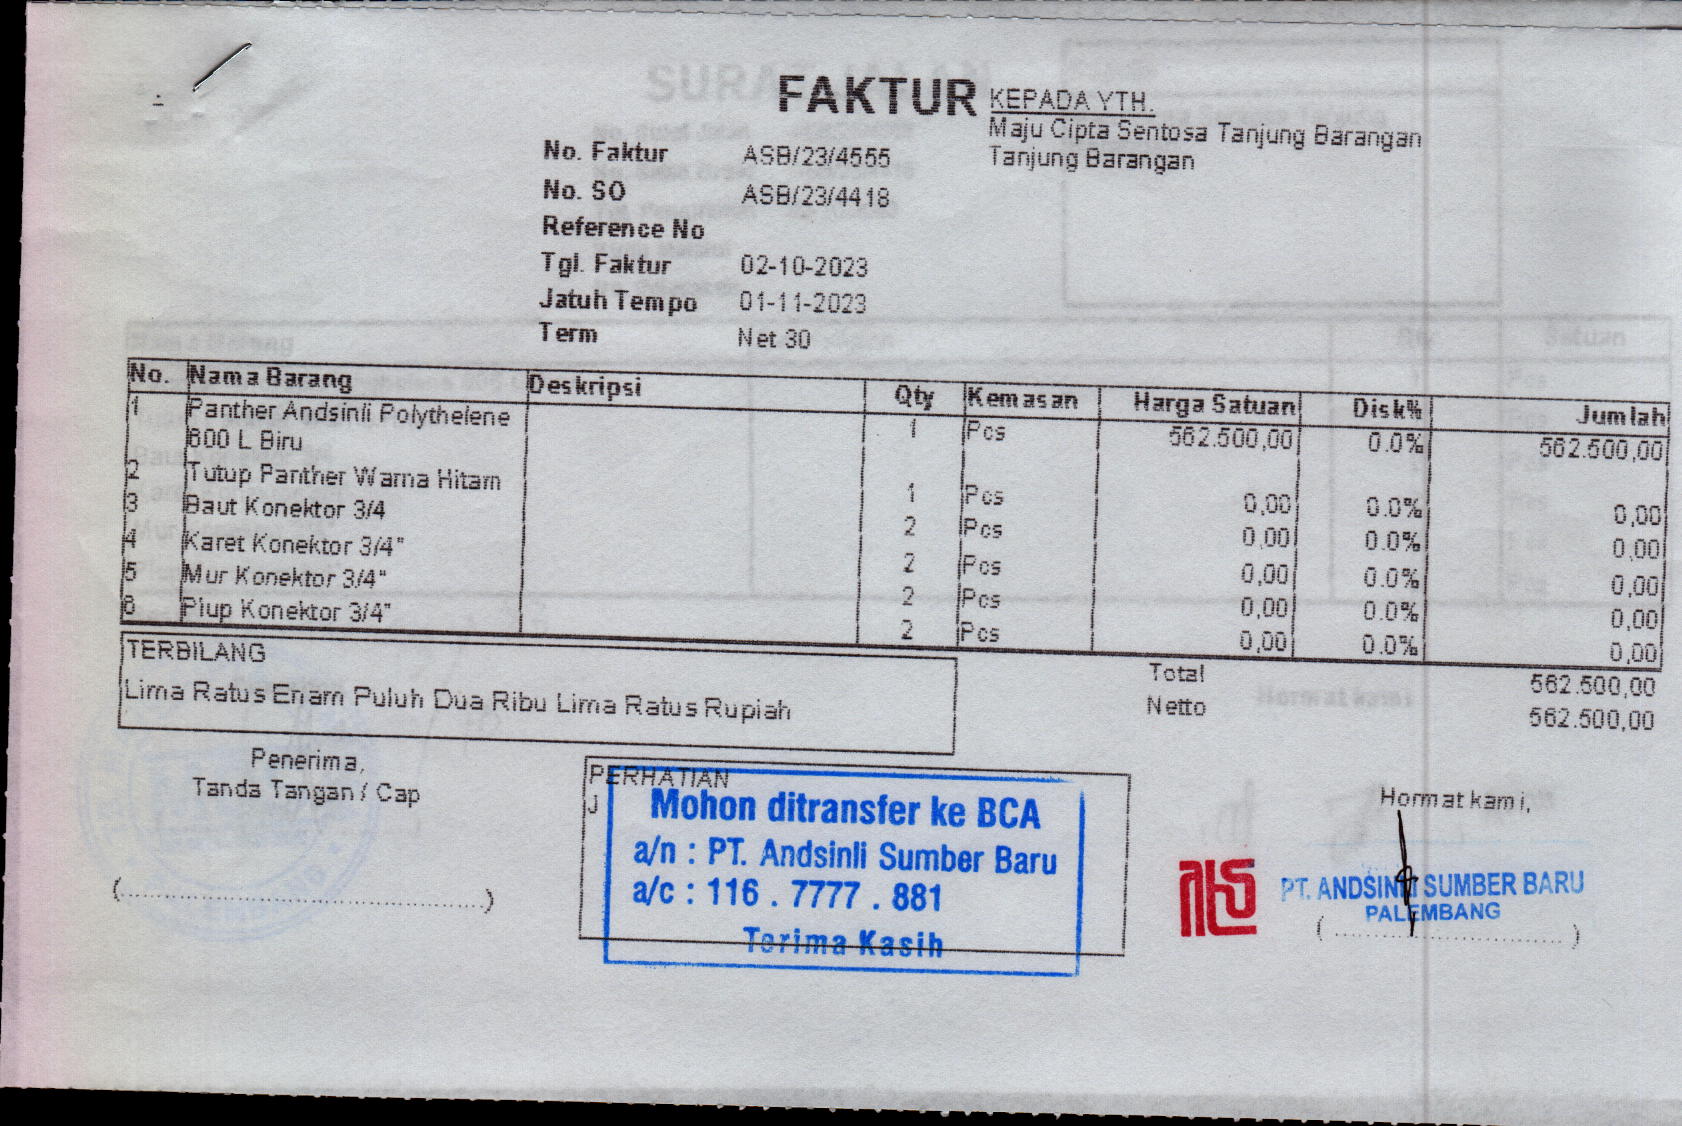 FAKTUR
KEPADA YTH.
Maju Cipta Sentosa Tanjung Barangan
Tanjung Barangan
No. Faktur ASB/23/4555
No. SO ASB/23/4418
Reference No
Tgl. Faktur 02-10-2023
Jatuh Tempo 01-11-2023
Term Net 30
No. Nama Barang Deskripsi Qty Kemasan Harga Satuan Disk% Jumlah
1 Panther Andsinli Polythelene 1 Pcs 562.500,00 0.0% 562.500,00
600 L Biru
2 Tutup Panther Warna Hitam 1 Pcs 0,00 0.0% 0,00
3 Baut Konektor 3/4 2 Pcs 0,00 0.0% 0,00
4 Karet Konektor 3/4" 2 Pcs 0,00 0.0% 0,00
5 Mur Konektor 3/4" 2 Pcs 0,00 0.0% 0,00
6 Plup Konektor 3/4" 2 Pcs 0,00 0.0% 0,00
TERBILANG
Lima Ratus Enam Puluh Dua Ribu Lima Ratus Rupiah
Total 562.500,00
Netto 562.500,00
Penerima,
Tanda Tangan / Cap
(....................)
PERHATIAN
J
Mohon ditransfer ke BCA
a/n : PT. Andsinli Sumber Baru
a/c : 116 . 7777 . 881
Terima Kasih
Hormat kami,
PT. ANDSINLI SUMBER BARU
PALEMBANG
(....................)